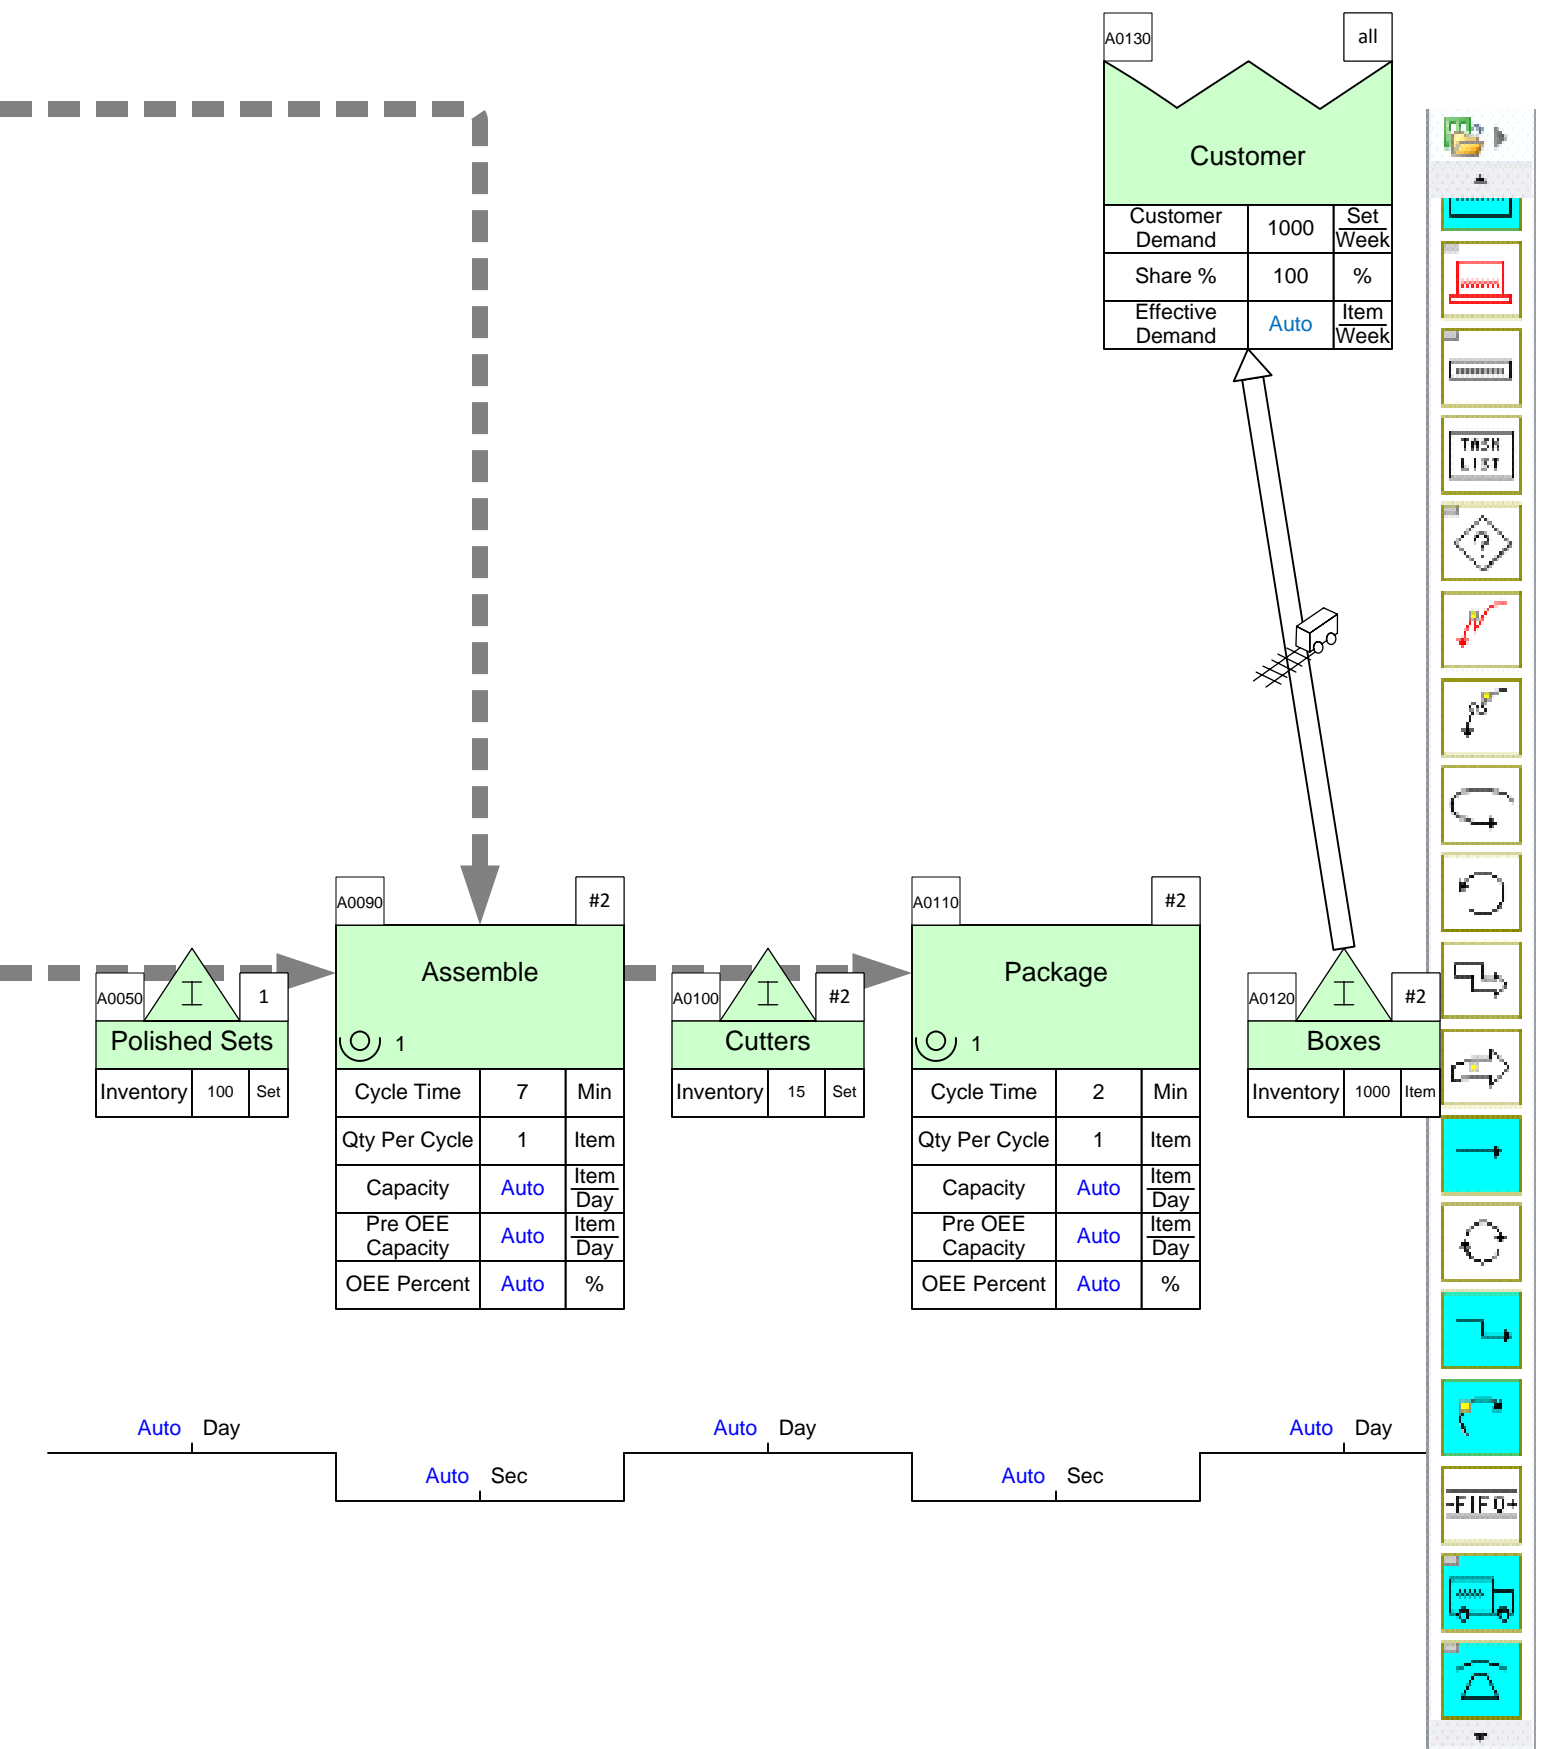 A0130
all
Customer
Customer Demand 1000 Set Week
Share % 100 %
Effective Demand Auto Item Week
TASK
LIST
A0090
#2
Assemble
1
Cycle Time 7 Min
Qty Per Cycle 1 Item
Capacity Auto Item Day
Pre OEE Capacity Auto Item Day
OEE Percent Auto %
A0110
#2
Package
1
Cycle Time 2 Min
Qty Per Cycle 1 Item
Capacity Auto Item Day
Pre OEE Capacity Auto Item Day
OEE Percent Auto %
A0050
I
1
Polished Sets
Inventory 100 Set
A0100
I
#2
Cutters
Inventory 15 Set
A0120
I
#2
Boxes
Inventory 1000 Item
Auto Day
Auto Sec
Auto Day
Auto Sec
Auto Day
?
-FIFO→